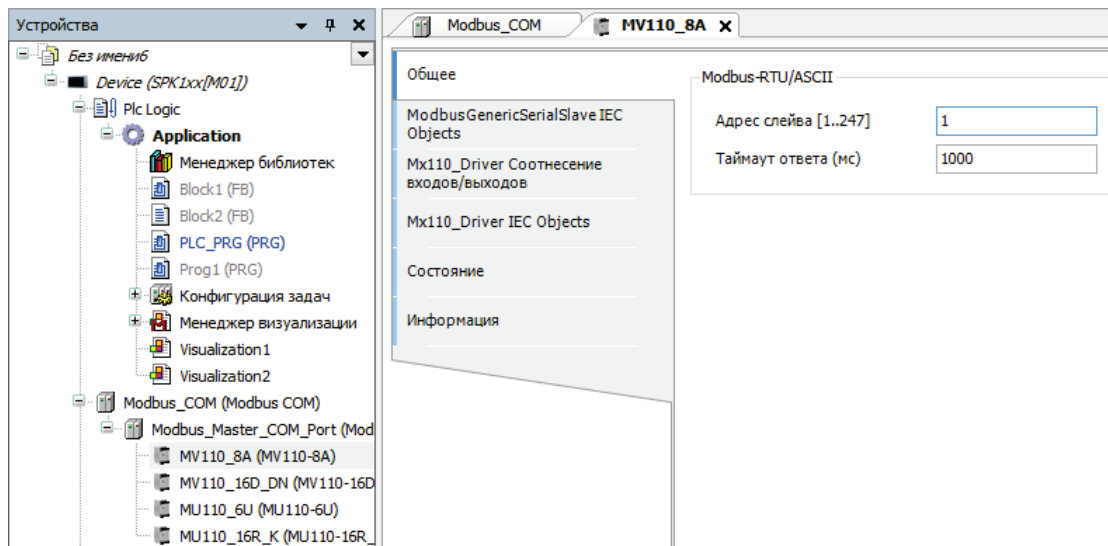 Устройства
Без имени6
Device (SPK1xx[M01])
Plc Logic
Application
Менеджер библиотек
Block1 (FB)
Block2 (FB)
PLC_PRG (PRG)
Prog1 (PRG)
Конфигурация задач
Менеджер визуализации
Visualization1
Visualization2
Modbus_COM (Modbus COM)
Modbus_Master_COM_Port (Mod
MV110_8A (MV110-8A)
MV110_16D_DN (MV110-16D
MU110_6U (MU110-6U)
MU110_16R_K (MU110-16R_
Modbus_COM
MV110_8A
Общее
ModbusGenericSerialSlave IEC
Objects
Mx110_Driver Соотнесение
входов/выходов
Mx110_Driver IEC Objects
Состояние
Информация
Modbus-RTU/ASCII
Адрес слейва [1..247] 1
Таймаут ответа (мс) 1000